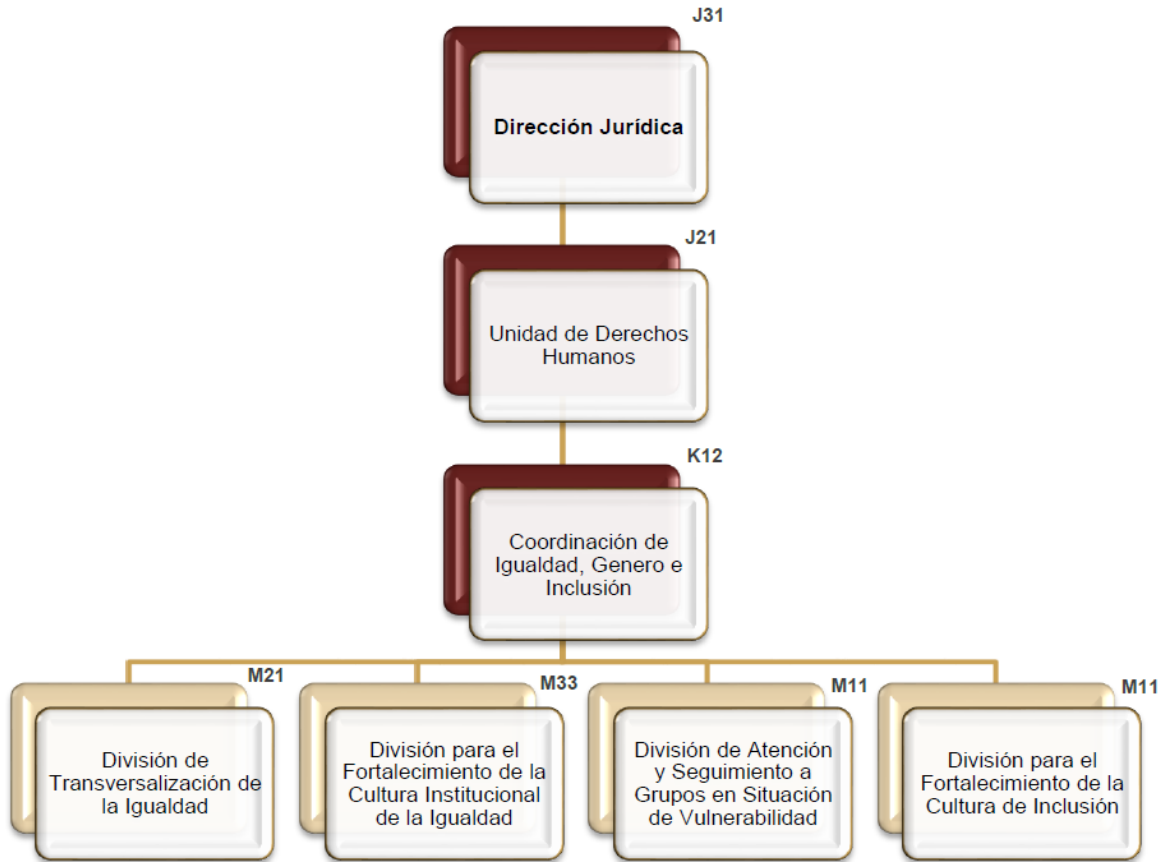 J31
Dirección Jurídica
J21
Unidad de Derechos
Humanos
K12
Coordinación de
Igualdad, Genero e
Inclusión
M21
División de
Transversalización de
la Igualdad
M33
División para el
Fortalecimiento de la
Cultura Institucional
de la Igualdad
M11
División de Atención
y Seguimiento a
Grupos en Situación
de Vulnerabilidad
M11
División para el
Fortalecimiento de la
Cultura de Inclusión